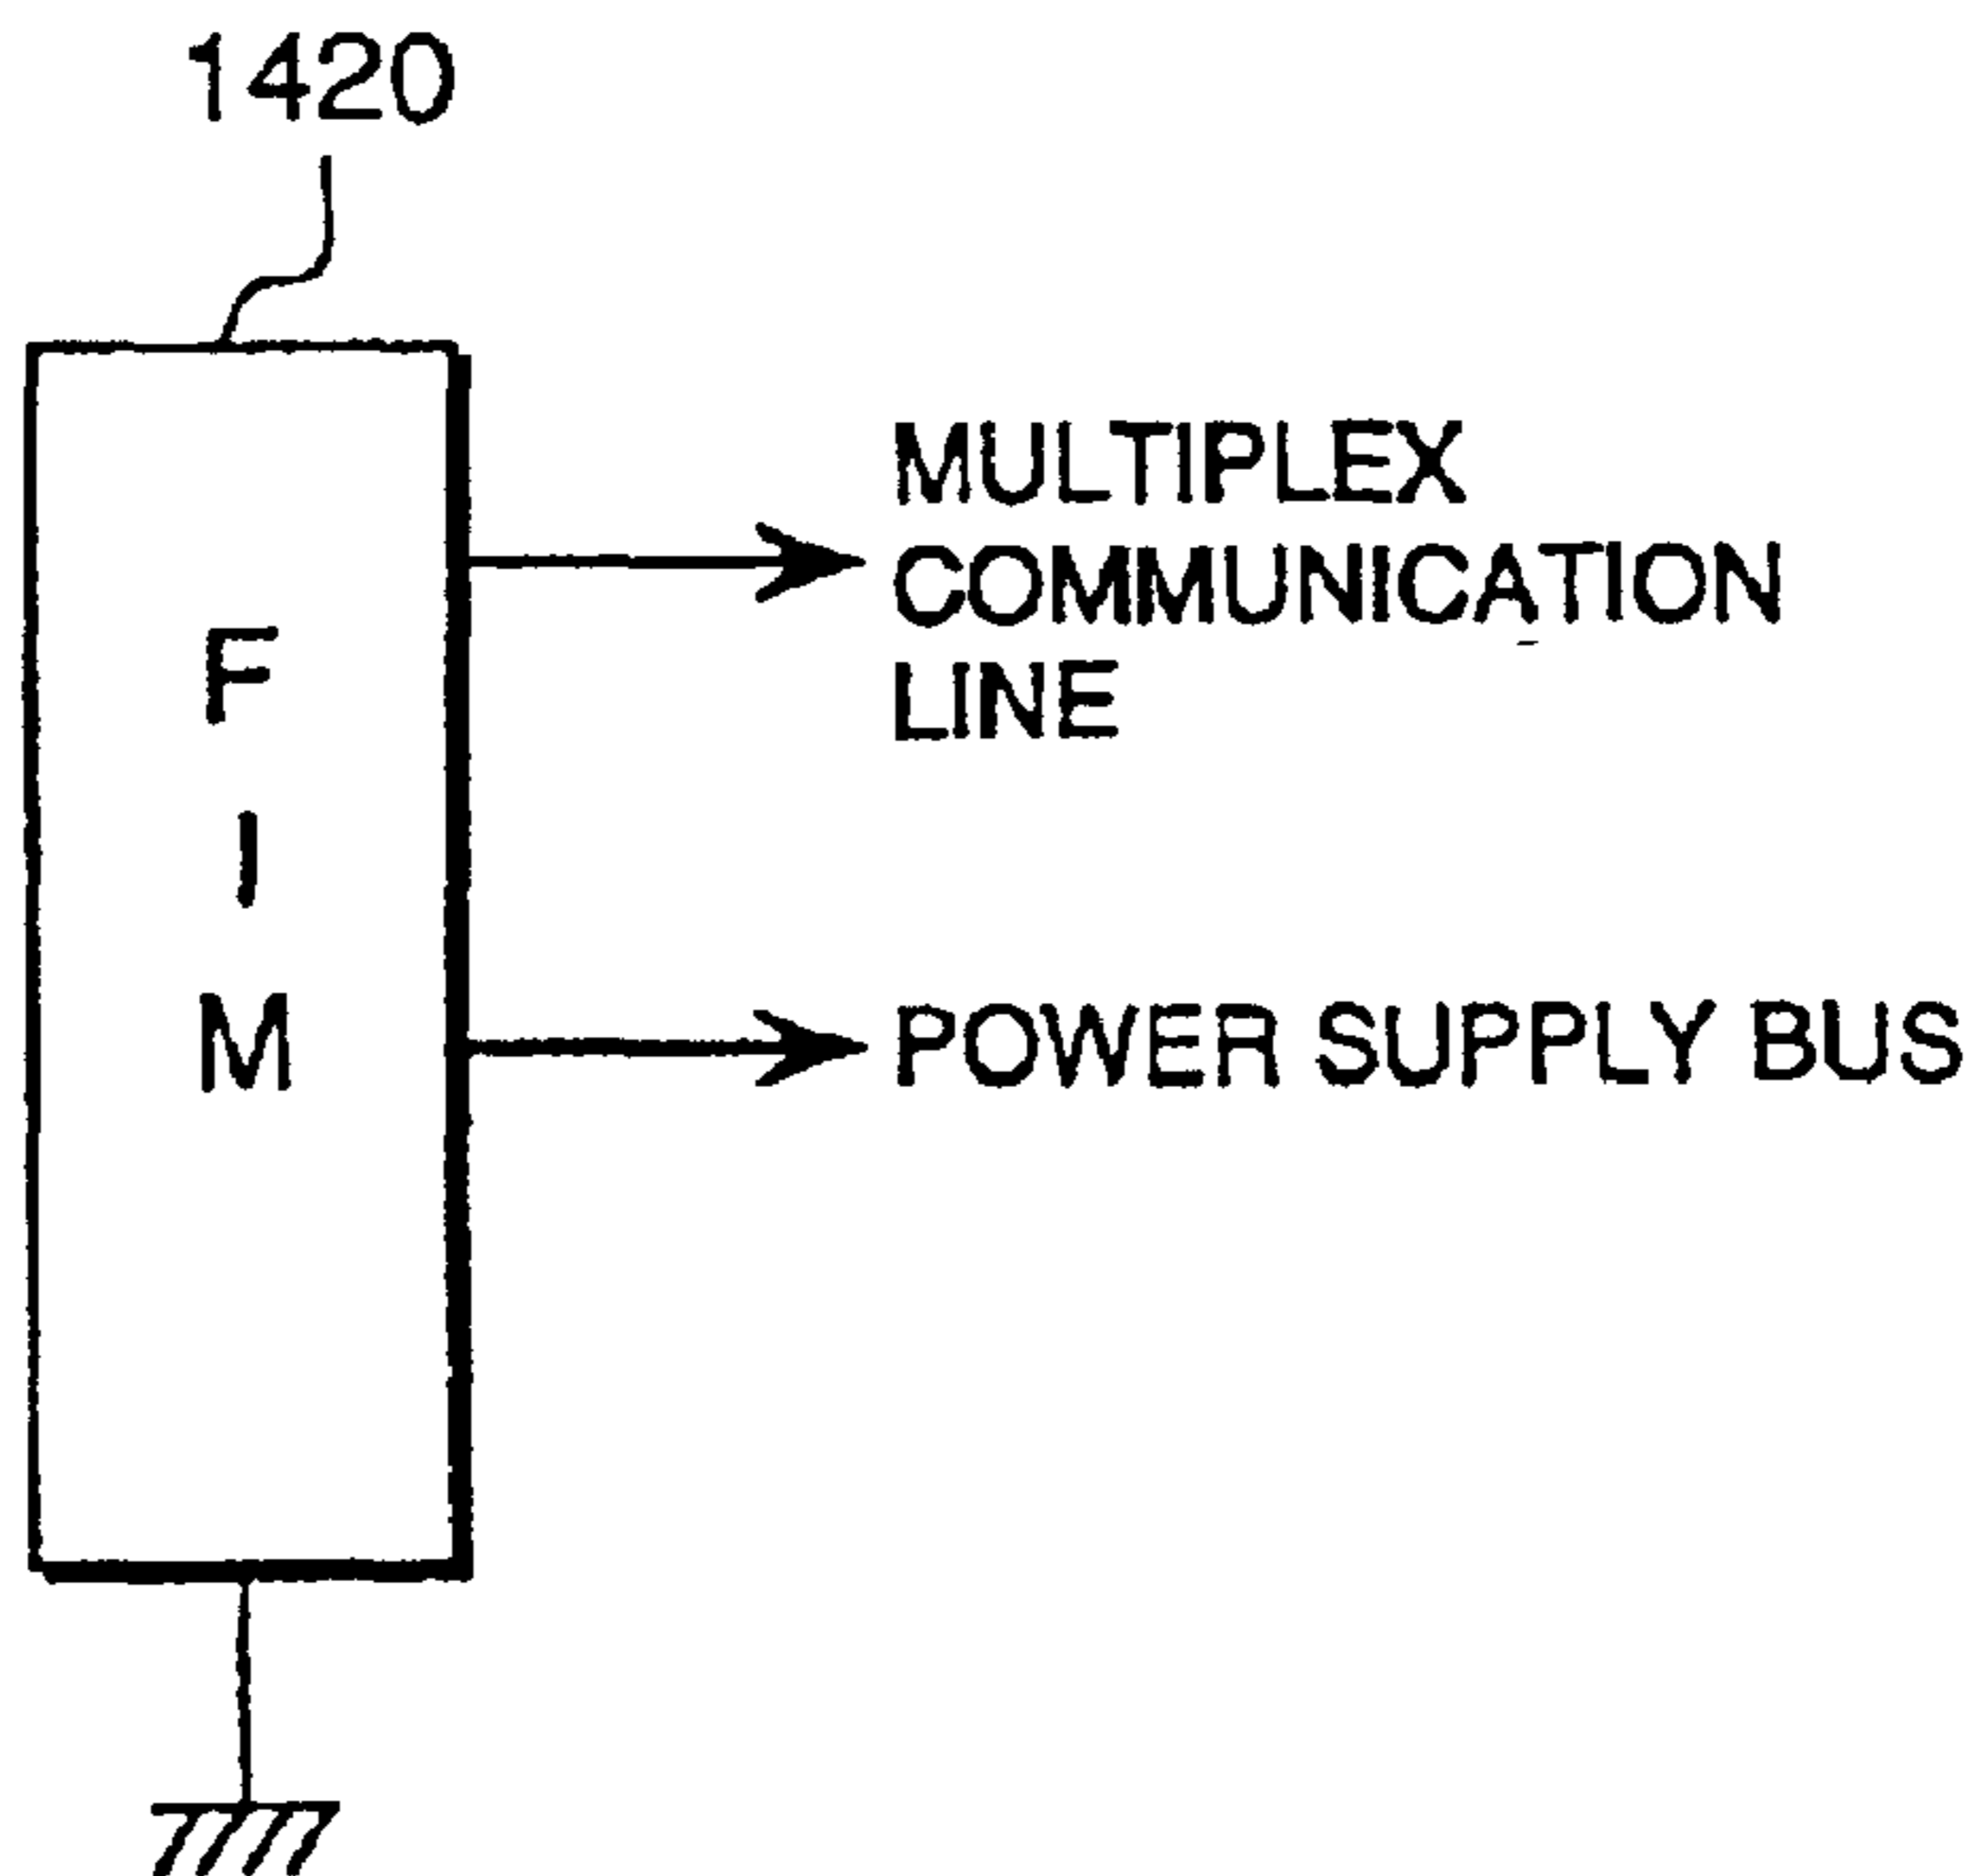 1420
MULTIPLEX
COMMUNICATION
LINE
F
I
M
POWER SUPPLY BUS